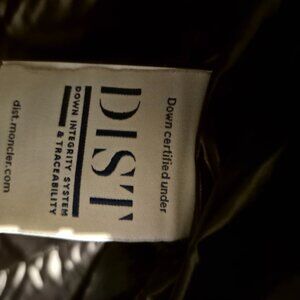 Down certified under
DIST
DOWN INTEGRITY SYSTEM
& TRACEABILITY
dist.moncler.com